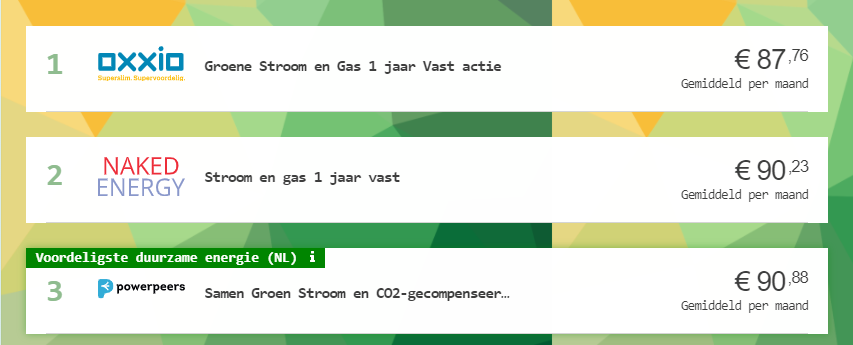 1
oxxio
Superslim. Supervoordelig.
Groene Stroom en Gas 1 jaar Vast actie
€ 87,76
Gemiddeld per maand
2
NAKED
ENERGY
Stroom en gas 1 jaar vast
€ 90,23
Gemiddeld per maand
Voordeligste duurzame energie (NL) i
3
powerpeers
Samen Groen Stroom en CO2-gecompenseer…
€ 90,88
Gemiddeld per maand